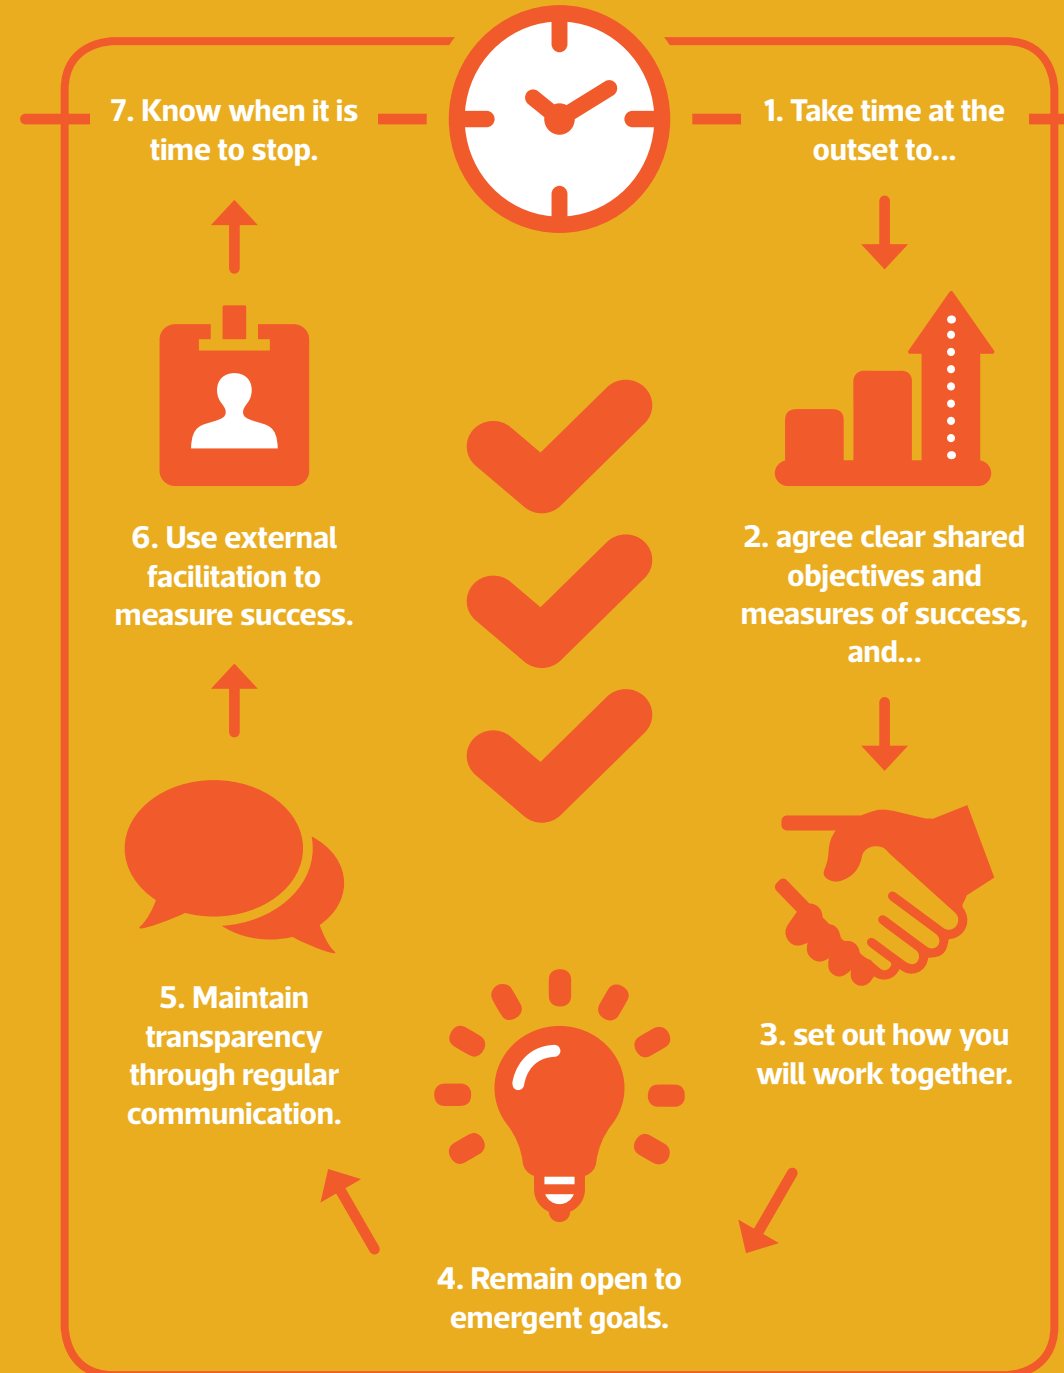 1. Take time at the
outset to...
2. agree clear shared
objectives and
measures of success,
and...
3. set out how you
will work together.
4. Remain open to
emergent goals.
5. Maintain
transparency
through regular
communication.
6. Use external
facilitation to
measure success.
7. Know when it is
time to stop.